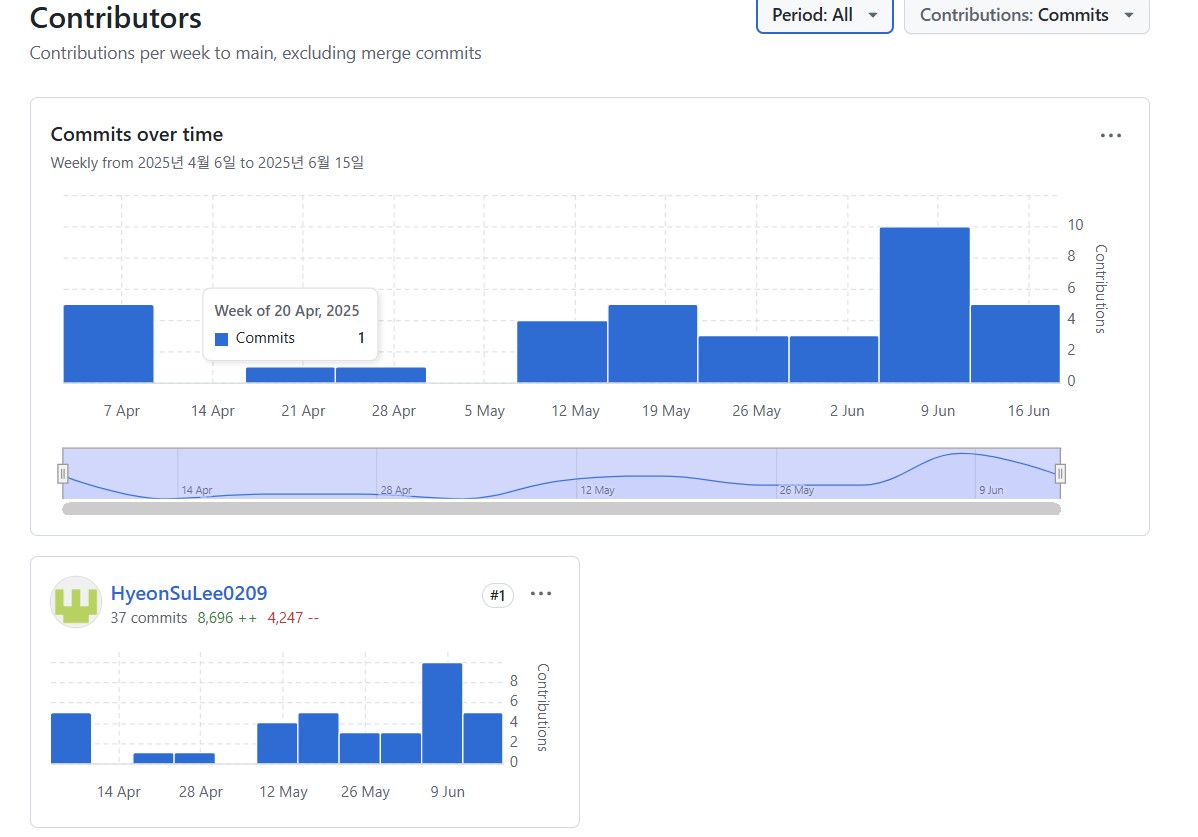 Contributors
Period: All
Contributions: Commits
Contributions per week to main, excluding merge commits
Commits over time
Weekly from 2025년 4월 6일 to 2025년 6월 15일
10
8
6
4
2
0
Contributions
Week of 20 Apr, 2025
Commits 1
7 Apr 14 Apr 21 Apr 28 Apr 5 May 12 May 19 May 26 May 2 Jun 9 Jun 16 Jun
14 Apr 28 Apr 12 May 26 May 9 Jun
HyeonSuLee0209
#1
37 commits 8,696 ++ 4,247 --
8
6
4
2
0
Contributions
14 Apr 28 Apr 12 May 26 May 9 Jun